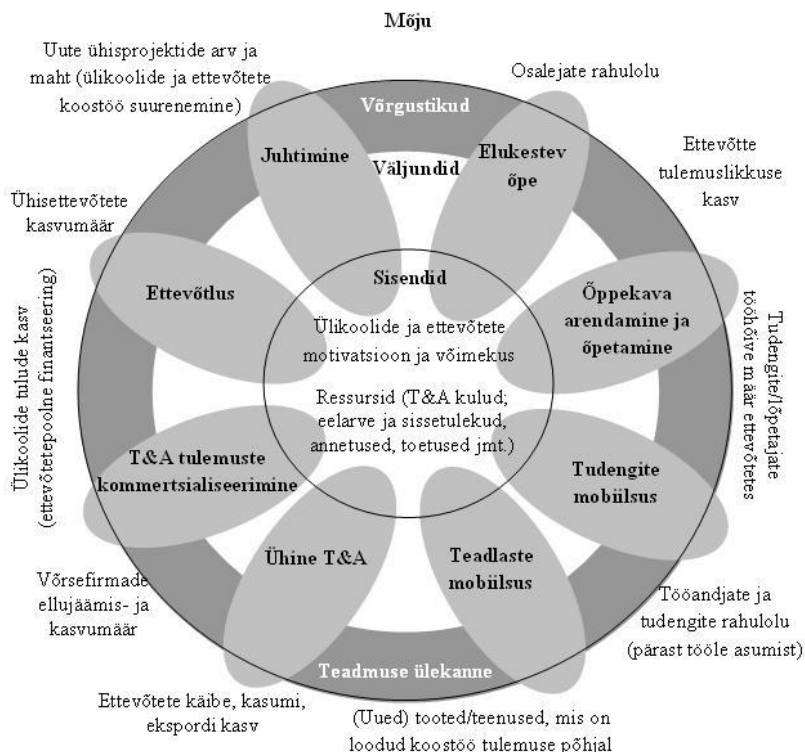 Mõju
Uute ühisprojektide arv ja
maht (ülikoolide ja ettevõtete
koostöö suurenemine)
Osalejate rahulolu
Võrgustikud
Juhtimine
Väljundid
Elukestev
õpe
Ettevõtte
tulemuslikkuse
kasv
Ühisettevõtete
kasvumäär
Ettevõtlus
Sisendid
Õppekava
arendamine ja
õpetamine
Ülikoolide ja ettevõtete
motivatsioon ja võimekus
Ressursid (T&A kulud;
eelarve ja sissetulekud,
annetused, toetused jmt.)
Ülikoolide tulude kasv
(ettevõtetepoolne finantseering)
Tudengite/lõpetajate
tööhõive määr ettevõtetes
T&A tulemuste
kommertsialiseerimine
Tudengite
mobiilsus
Ühine T&A
Teadlaste
mobiilsus
Võrsefirmade
ellujäämis- ja
kasvumäär
Tööandjate ja
tudengite rahulolu
(pärast tööle asumist)
Teadmuse ülekanne
Ettevõtete käibe, kasumi,
ekspordi kasv
(Uued) tooted/teenused, mis on
loodud koostöö tulemuse põhjal